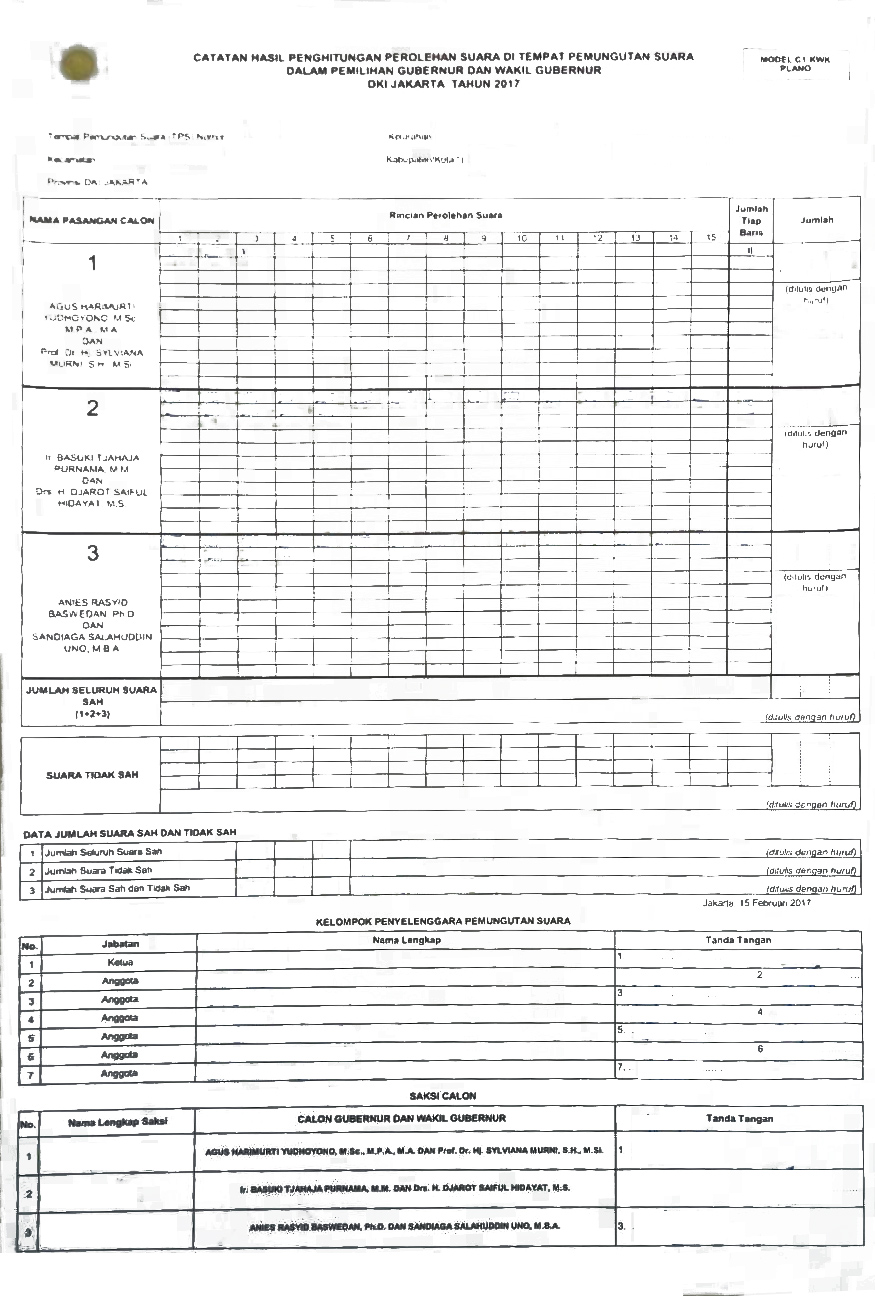 CATATAN HASIL PENGHITUNGAN PEROLEHAN SUARA DI TEMPAT PEMUNGUTAN SUARA
DALAM PEMILIHAN GUBERNUR DAN WAKIL GUBERNUR
DKI JAKARTA TAHUN 2017
MODEL C1 KWK
PLANO
Tempat Pemungutan Suara (TPS) Nomor
Kelurahan
Kecamatan
Kabupaten/Kota *)
Provinsi DKI JAKARTA
NAMA PASANGAN CALON
Rincian Perolehan Suara
Jumlah
Tiap
Baris
Jumlah
1 2 3 4 5 6 7 8 9 10 11 12 13 14 15
1
AGUS HARIMURTI
YUDHOYONO, M.Sc
M.P.A., M.A
DAN
Prof. Dr. Hj. SYLVIANA
MURNI, S.H., M.Si
(ditulis dengan
huruf)
2
Ir. BASUKI TJAHAJA
PURNAMA, M.M
DAN
Drs. H. DJAROT SAIFUL
HIDAYAT, M.S
(ditulis dengan
huruf)
3
ANIES RASYID
BASWEDAN, Ph.D
DAN
SANDIAGA SALAHUDDIN
UNO, M.B.A
(ditulis dengan
huruf)
JUMLAH SELURUH SUARA
SAH
(1+2+3)
(ditulis dengan huruf)
SUARA TIDAK SAH
(ditulis dengan huruf)
DATA JUMLAH SUARA SAH DAN TIDAK SAH
1 Jumlah Seluruh Suara Sah (ditulis dengan huruf)
2 Jumlah Suara Tidak Sah (ditulis dengan huruf)
3 Jumlah Suara Sah dan Tidak Sah (ditulis dengan huruf)
Jakarta 15 Februari 2017
KELOMPOK PENYELENGGARA PEMUNGUTAN SUARA
No. Jabatan Nama Lengkap Tanda Tangan
1 Ketua 1
2 Anggota 2
3 Anggota 3
4 Anggota 4
5 Anggota 5.
6 Anggota 6
7 Anggota 7.
SAKSI CALON
No. Nama Lengkap Saksi CALON GUBERNUR DAN WAKIL GUBERNUR Tanda Tangan
1 AGUS HARIMURTI YUDHOYONO, M.Sc., M.P.A., M.A. DAN Prof. Dr. Hj. SYLVIANA MURNI, S.H., M.Si. 1
2 Ir. BASUKI TJAHAJA PURNAMA, M.M. DAN Drs. H. DJAROT SAIFUL HIDAYAT, M.S.
3 ANIES RASYID BASWEDAN, Ph.D. DAN SANDIAGA SALAHUDDIN UNO, M.B.A. 3.